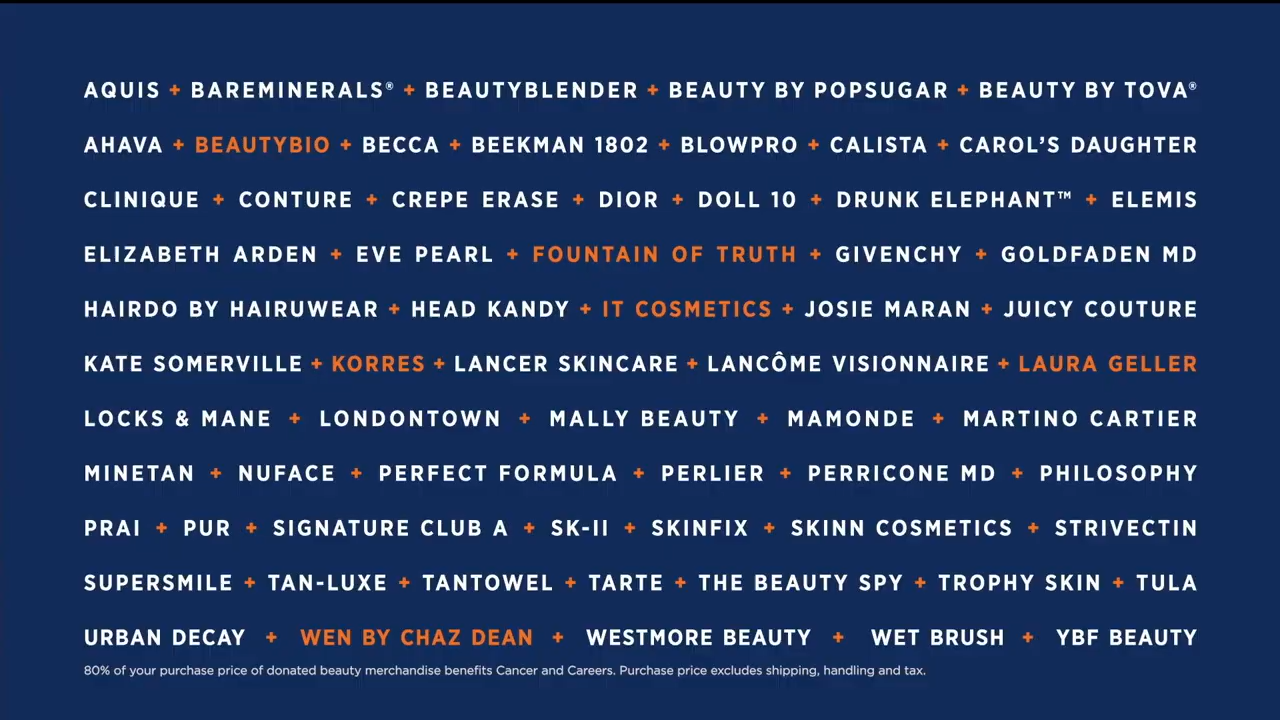 AQUIS + BAREMINERALS® + BEAUTYBLENDER + BEAUTY BY POPSUGAR + BEAUTY BY TOVA®
AHAVA + BEAUTYBIO + BECCA + BEEKMAN 1802 + BLOWPRO + CALISTA + CAROL'S DAUGHTER
CLINIQUE + CONTURE + CREPE ERASE + DIOR + DOLL 10 + DRUNK ELEPHANT™ + ELEMIS
ELIZABETH ARDEN + EVE PEARL + FOUNTAIN OF TRUTH + GIVENCHY + GOLDFADEN MD
HAIRDO BY HAIRUWEAR + HEAD KANDY + IT COSMETICS + JOSIE MARAN + JUICY COUTURE
KATE SOMERVILLE + KORRES + LANCER SKINCARE + LANCÔME VISIONNAIRE + LAURA GELLER
LOCKS & MANE + LONDONTOWN + MALLY BEAUTY + MAMONDE + MARTINO CARTIER
MINETAN + NUFACE + PERFECT FORMULA + PERLIER + PERRICONE MD + PHILOSOPHY
PRAI + PUR + SIGNATURE CLUB A + SK-II + SKINFIX + SKINN COSMETICS + STRIVECTIN
SUPERSMILE + TAN-LUXE + TANTOWEL + TARTE + THE BEAUTY SPY + TROPHY SKIN + TULA
URBAN DECAY + WEN BY CHAZ DEAN + WESTMORE BEAUTY + WET BRUSH + YBF BEAUTY
80% of your purchase price of donated beauty merchandise benefits Cancer and Careers. Purchase price excludes shipping, handling and tax.